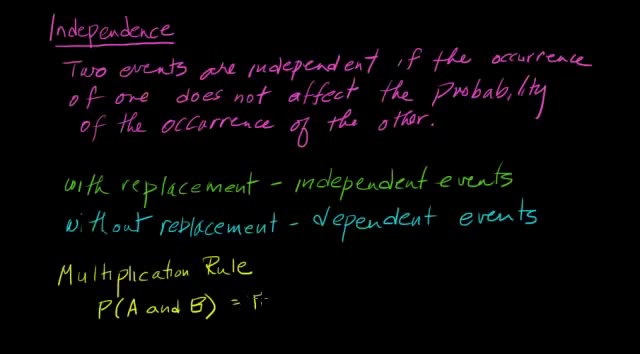 Independence
Two events are independent if the occurrence
of one does not affect the probability
of the occurrence of the other.
with replacement - independent events
without replacement - dependent events
Multiplication Rule
P(A and B) =